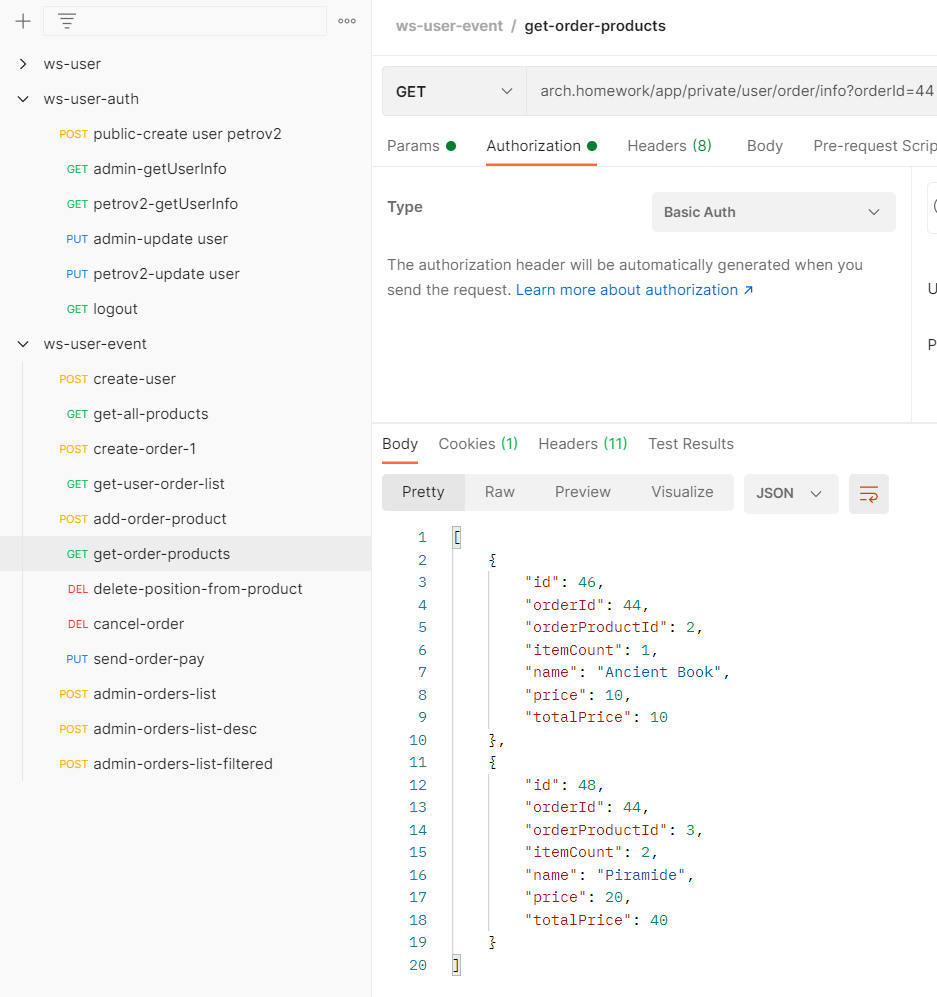 ws-user
ws-user-auth
POST public-create user petrov2
GET admin-getUserInfo
GET petrov2-getUserInfo
PUT admin-update user
PUT petrov2-update user
GET logout
ws-user-event
POST create-user
GET get-all-products
POST create-order-1
GET get-user-order-list
POST add-order-product
GET get-order-products
DEL delete-position-from-product
DEL cancel-order
PUT send-order-pay
POST admin-orders-list
POST admin-orders-list-desc
POST admin-orders-list-filtered
ws-user-event / get-order-products
GET arch.homework/app/private/user/order/info?orderId=44
Params Authorization Headers (8) Body Pre-request Scrip
Type Basic Auth
The authorization header will be automatically generated when you
send the request. Learn more about authorization ↗
U
P
Body Cookies (1) Headers (11) Test Results
Pretty Raw Preview Visualize JSON
1 [
2 {
3 "id": 46,
4 "orderId": 44,
5 "orderProductId": 2,
6 "itemCount": 1,
7 "name": "Ancient Book",
8 "price": 10,
9 "totalPrice": 10
10 },
11 {
12 "id": 48,
13 "orderId": 44,
14 "orderProductId": 3,
15 "itemCount": 2,
16 "name": "Piramide",
17 "price": 20,
18 "totalPrice": 40
19 }
20 ]